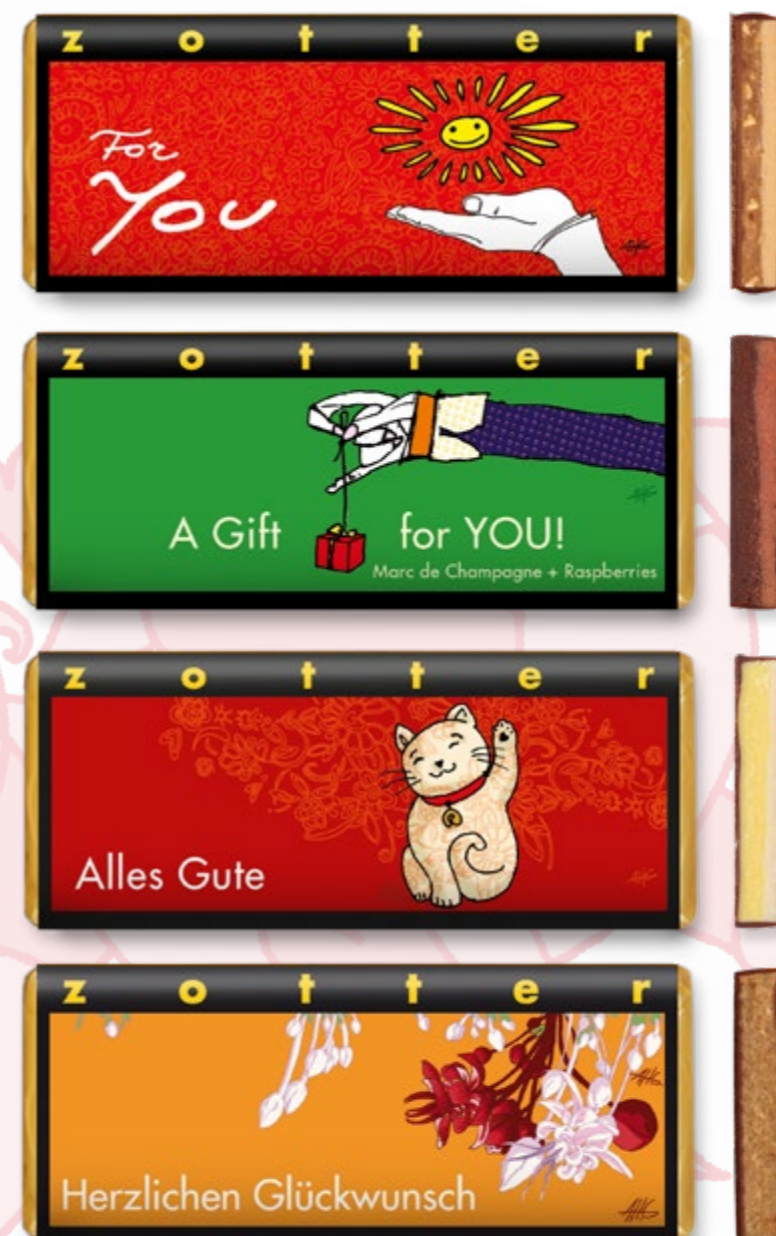 zotter
For
You
zotter
A Gift for YOU!
Marc de Champagne + Raspberries
zotter
Alles Gute
zotter
Herzlichen Glückwunsch